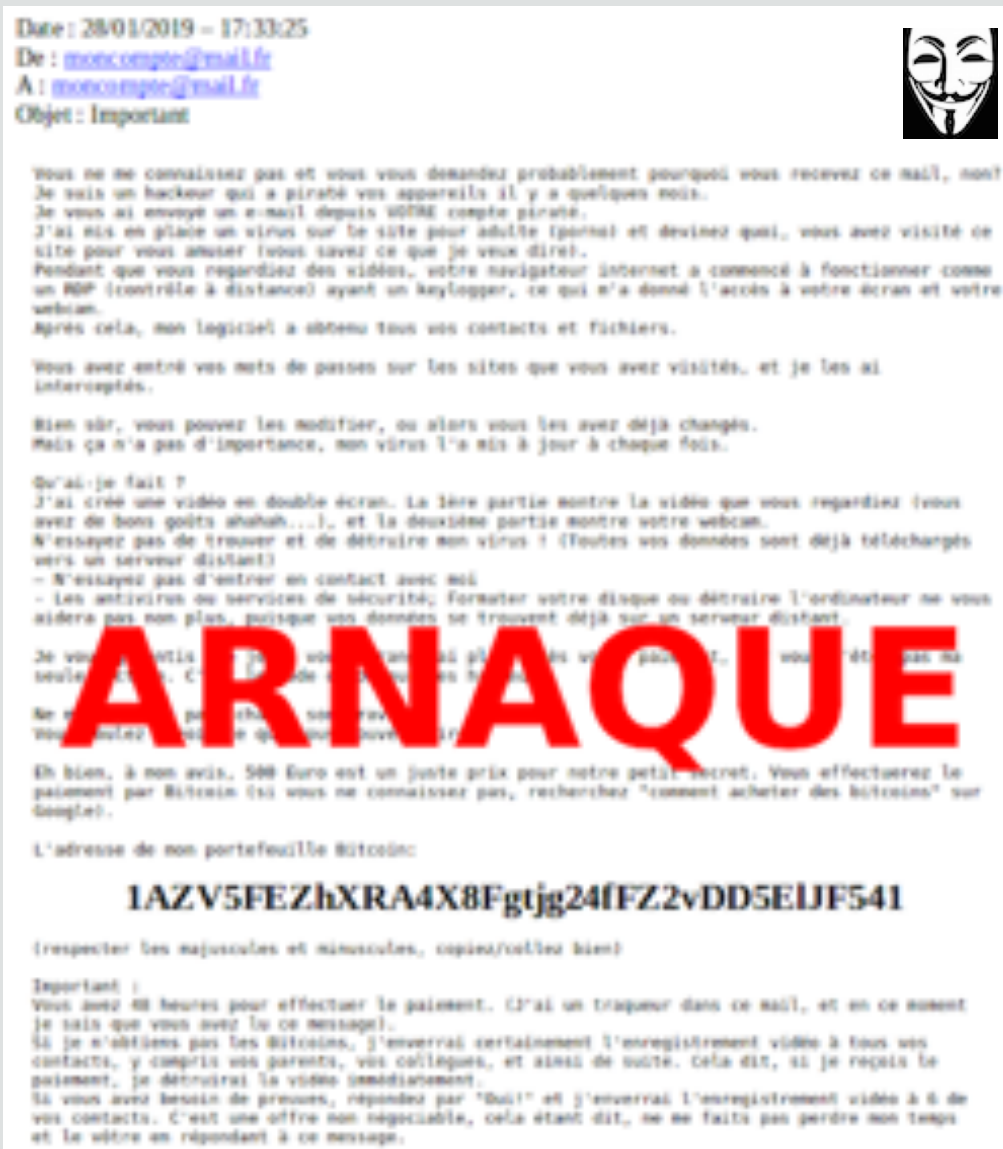 Date : 28/01/2019 – 17:33:25
De : moncompte@mail.fr
A : moncompte@mail.fr
Objet : Important
Vous ne me connaissez pas et vous vous demandez probablement pourquoi vous recevez ce mail, non?
Je suis un hackeur qui a piraté vos appareils il y a quelques mois.
Je vous ai envoyé un e-mail depuis VOTRE compte piraté.
J'ai mis en place un virus sur le site pour adulte (porno) et devinez quoi, vous avez visité ce
site pour vous amuser (vous savez ce que je veux dire).
Pendant que vous regardiez des vidéos, votre navigateur internet a commencé à fonctionner comme
un RDP (contrôle à distance) ayant un keylogger, ce qui m'a donné l'accès à votre écran et votre
webcam.
Après cela, mon logiciel a obtenu tous vos contacts et fichiers.
Vous avez entré vos mots de passes sur les sites que vous avez visités, et je les ai
interceptés.
Bien sûr, vous pouvez les modifier, ou alors vous les avez déjà changés.
Mais ça n'a pas d'importance, mon virus l'a mis à jour à chaque fois.
Qu'ai-je fait ?
J'ai créé une vidéo en double écran. La 1ère partie montre la vidéo que vous regardiez (vous
avez de bons goûts ahahah...), et la deuxième partie montre votre webcam.
N'essayez pas de trouver et de détruire mon virus ! (Toutes vos données sont déjà téléchargés
vers un serveur distant)
– N'essayez pas d'entrer en contact avec moi
– Les antivirus ou services de sécurité; Formater votre disque ou détruire l'ordinateur ne vous
aidera pas non plus, puisque vos données se trouvent déjà sur un serveur distant.
Je
ARNAQUE
Eh bien, à mon avis, 500 Euro est un juste prix pour notre petit secret. Vous effectuerez le
paiement par Bitcoin (si vous ne connaissez pas, recherchez "comment acheter des bitcoins" sur
Google).
L'adresse de mon portefeuille Bitcoin:
1AZV5FEZhXRA4X8Fgtjg24fFZ2vDD5ElJF541
(respecter les majuscules et minuscules, copiez/collez bien)
Important :
Vous avez 48 heures pour effectuer le paiement. (J'ai un traqueur dans ce mail, et en ce moment
je sais que vous avez lu ce message).
Si je n'obtiens pas les Bitcoins, j'enverrai certainement l'enregistrement vidéo à tous vos
contacts, y compris vos parents, vos collègues, et ainsi de suite. Cela dit, si je reçois le
paiement, je détruirai la vidéo immédiatement.
Si vous avez besoin de preuves, répondez par "Oui!" et j'enverrai l'enregistrement vidéo à 6 de
vos contacts. C'est une offre non négociable, cela étant dit, ne me faits pas perdre mon temps
et le vôtre en répondant à ce message.